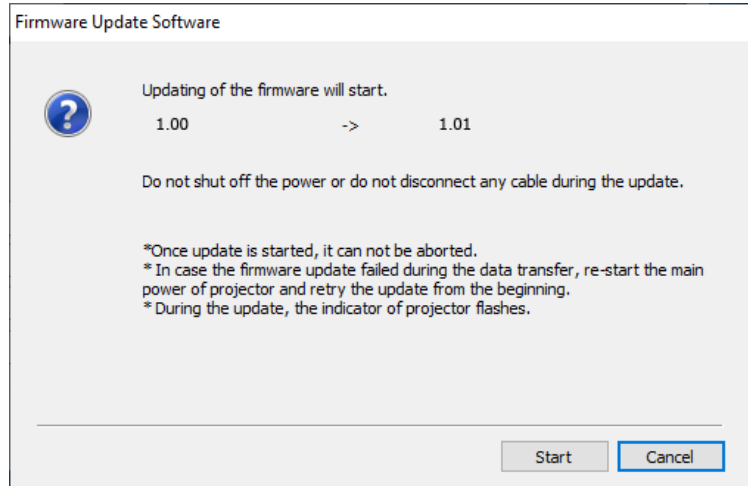 Firmware Update Software
Updating of the firmware will start.
1.00 -> 1.01
Do not shut off the power or do not disconnect any cable during the update.
*Once update is started, it can not be aborted.
* In case the firmware update failed during the data transfer, re-start the main
power of projector and retry the update from the beginning.
* During the update, the indicator of projector flashes.
Start Cancel